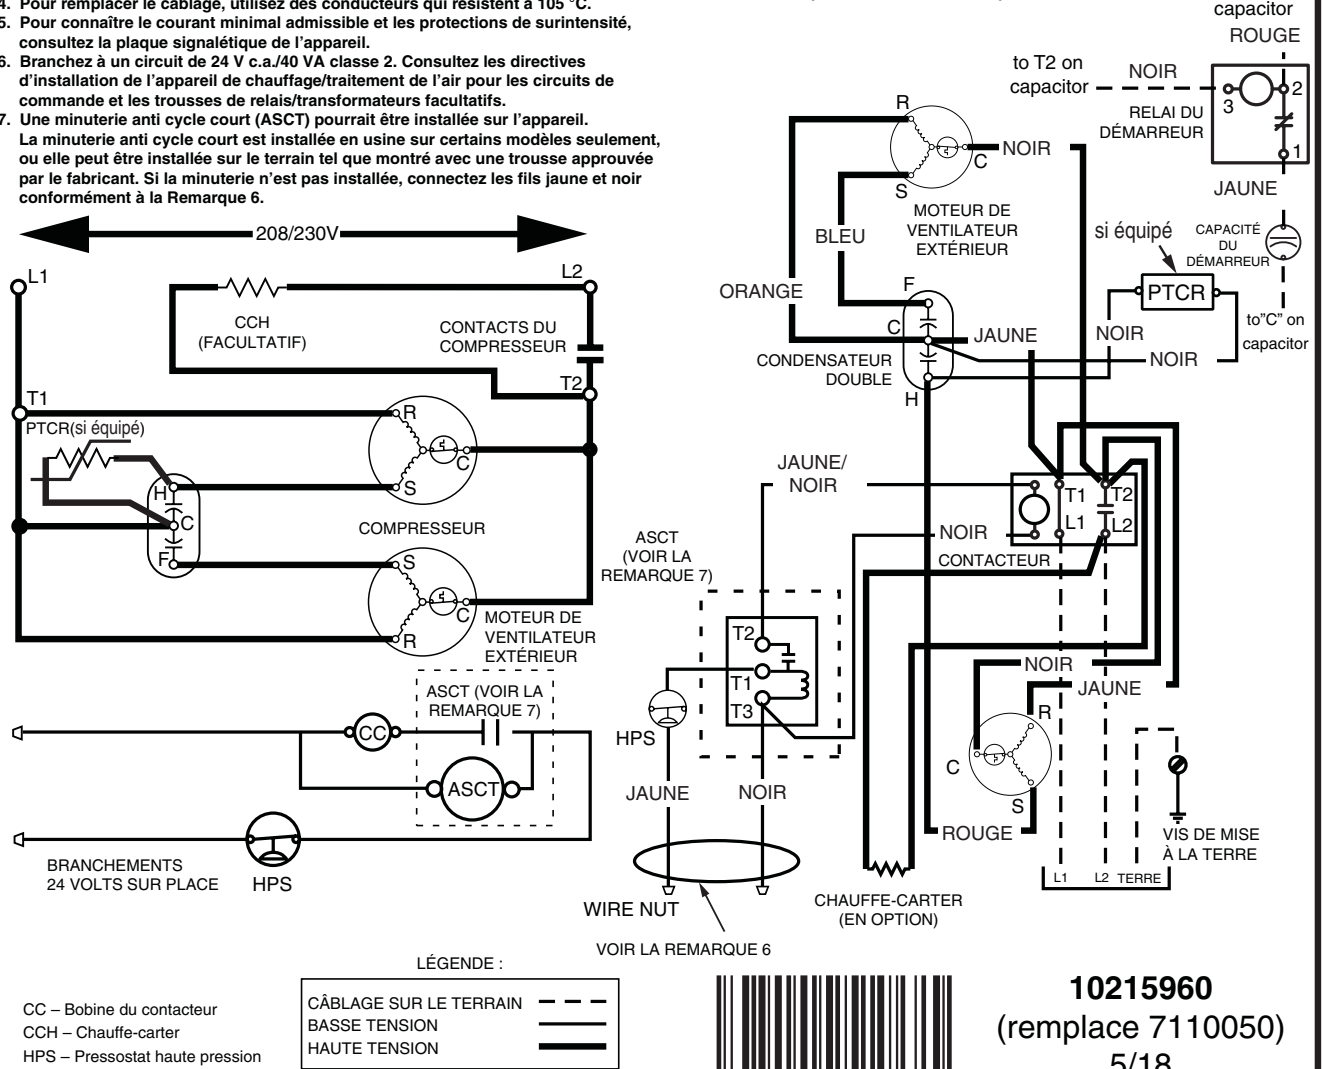 4. Pour remplacer le câblage, utilisez des conducteurs qui résistent à 105 °C.
5. Pour connaître le courant minimal admissible et les protections de surintensité,
consultez la plaque signalétique de l'appareil.
6. Branchez à un circuit de 24 V c.a./40 VA classe 2. Consultez les directives
d'installation de l'appareil de chauffage/traitement de l'air pour les circuits de
commande et les trousses de relais/transformateurs facultatifs.
7. Une minuterie anti cycle court (ASCT) pourrait être installée sur l'appareil.
La minuterie anti cycle court est installée en usine sur certains modèles seulement,
ou elle peut être installée sur le terrain tel que montré avec une trousse approuvée
par le fabricant. Si la minuterie n'est pas installée, connectez les fils jaune et noir
conformément à la Remarque 6.
208/230V
L1
L2
CCH
(FACULTATIF)
CONTACTS DU
COMPRESSEUR
T1
T2
PTCR(si équipé)
R
C
S
H
C
F
COMPRESSEUR
S
C
R
MOTEUR DE
VENTILATEUR
EXTÉRIEUR
ASCT (VOIR LA
REMARQUE 7)
CC
ASCT
BRANCHEMENTS
24 VOLTS SUR PLACE
HPS
capacitor
ROUGE
to T2 on
capacitor
NOIR
3
2
1
RELAI DU
DÉMARREUR
JAUNE
CAPACITÉ
DU
DÉMARREUR
to"C" on
capacitor
R
C
S
NOIR
MOTEUR DE
VENTILATEUR
EXTÉRIEUR
BLEU
ORANGE
si équipé
PTCR
F
C
H
JAUNE
NOIR
NOIR
CONDENSATEUR
DOUBLE
JAUNE/
NOIR
T1
T2
L1
L2
NOIR
CONTACTEUR
ASCT
(VOIR LA
REMARQUE 7)
T2
T1
T3
HPS
JAUNE
NOIR
NOIR
JAUNE
R
C
S
ROUGE
VIS DE MISE
À LA TERRE
L1
L2
TERRE
CHAUFFE-CARTER
(EN OPTION)
WIRE NUT
VOIR LA REMARQUE 6
LÉGENDE :
CÂBLAGE SUR LE TERRAIN
BASSE TENSION
HAUTE TENSION
CC – Bobine du contacteur
CCH – Chauffe-carter
HPS – Pressostat haute pression
10215960
(remplace 7110050)
5/18